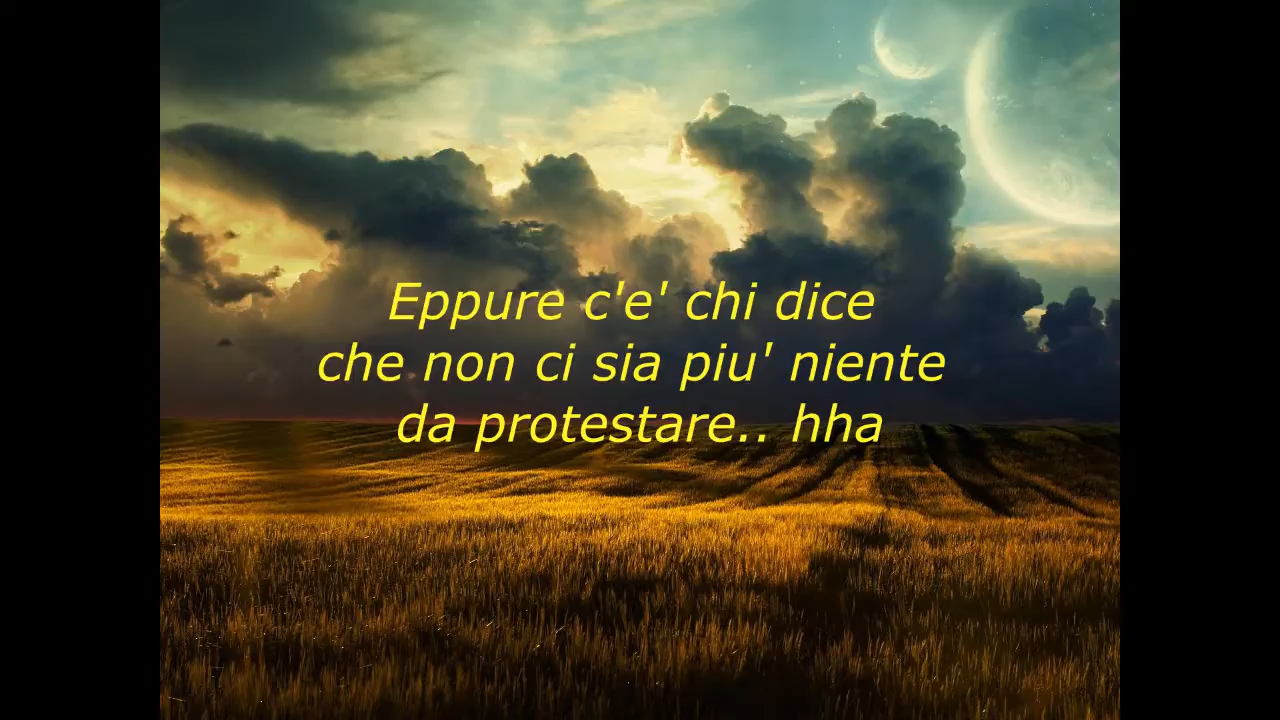 Eppure c'e' chi dice
che non ci sia piu' niente
da protestare.. hha